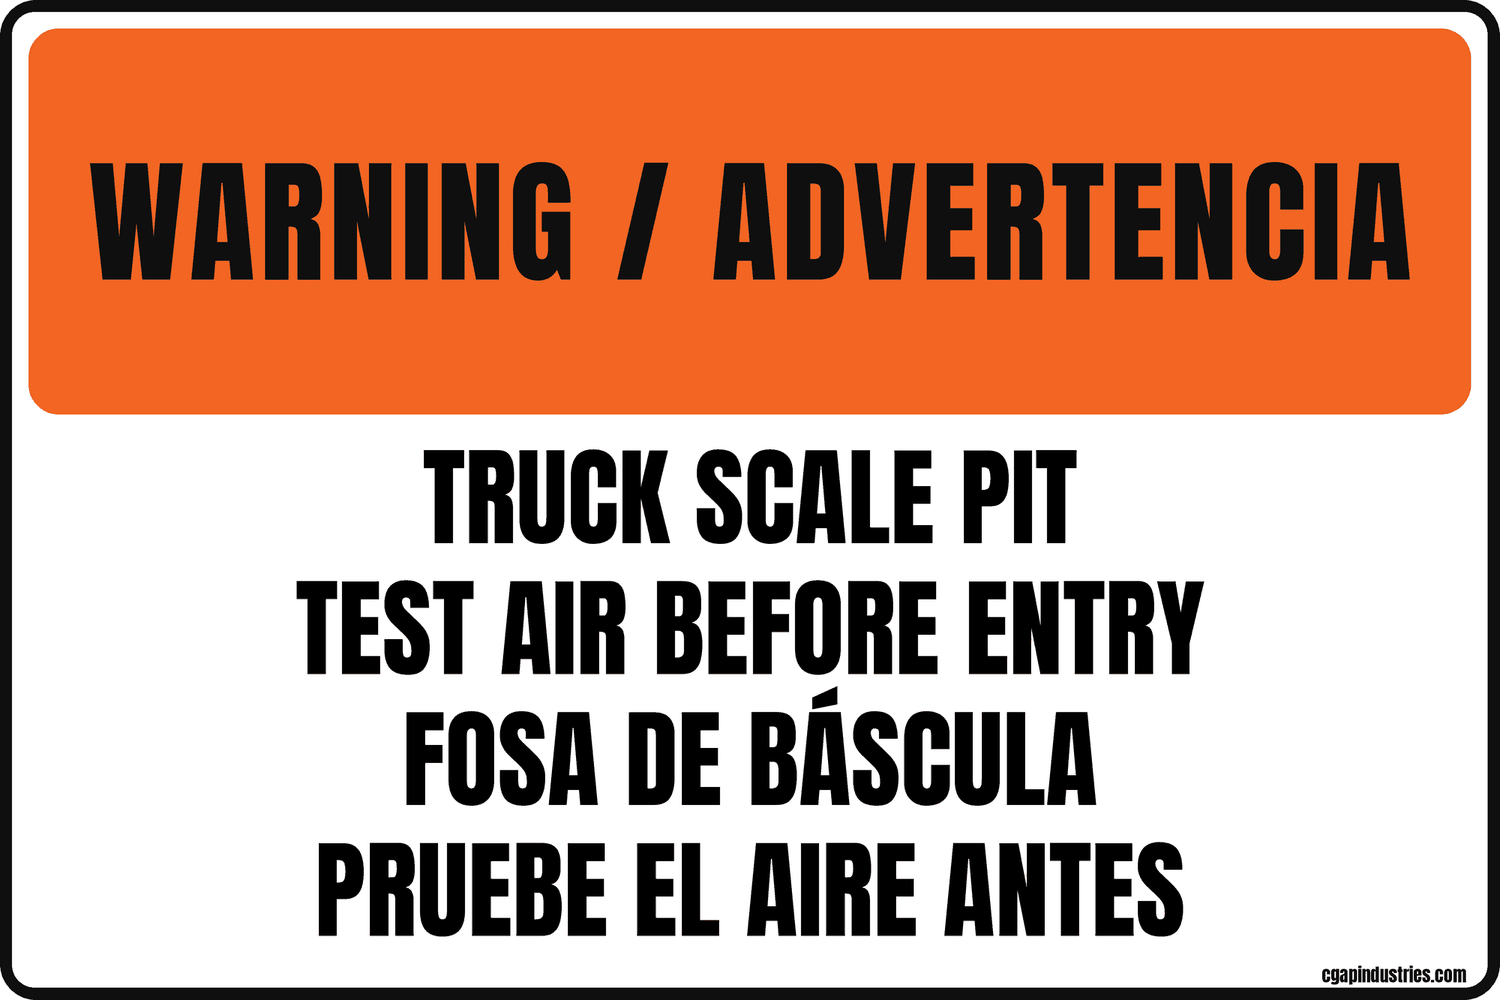 WARNING / ADVERTENCIA
TRUCK SCALE PIT
TEST AIR BEFORE ENTRY
FOSA DE BÁSCULA
PRUEBE EL AIRE ANTES
cgapindustries.com